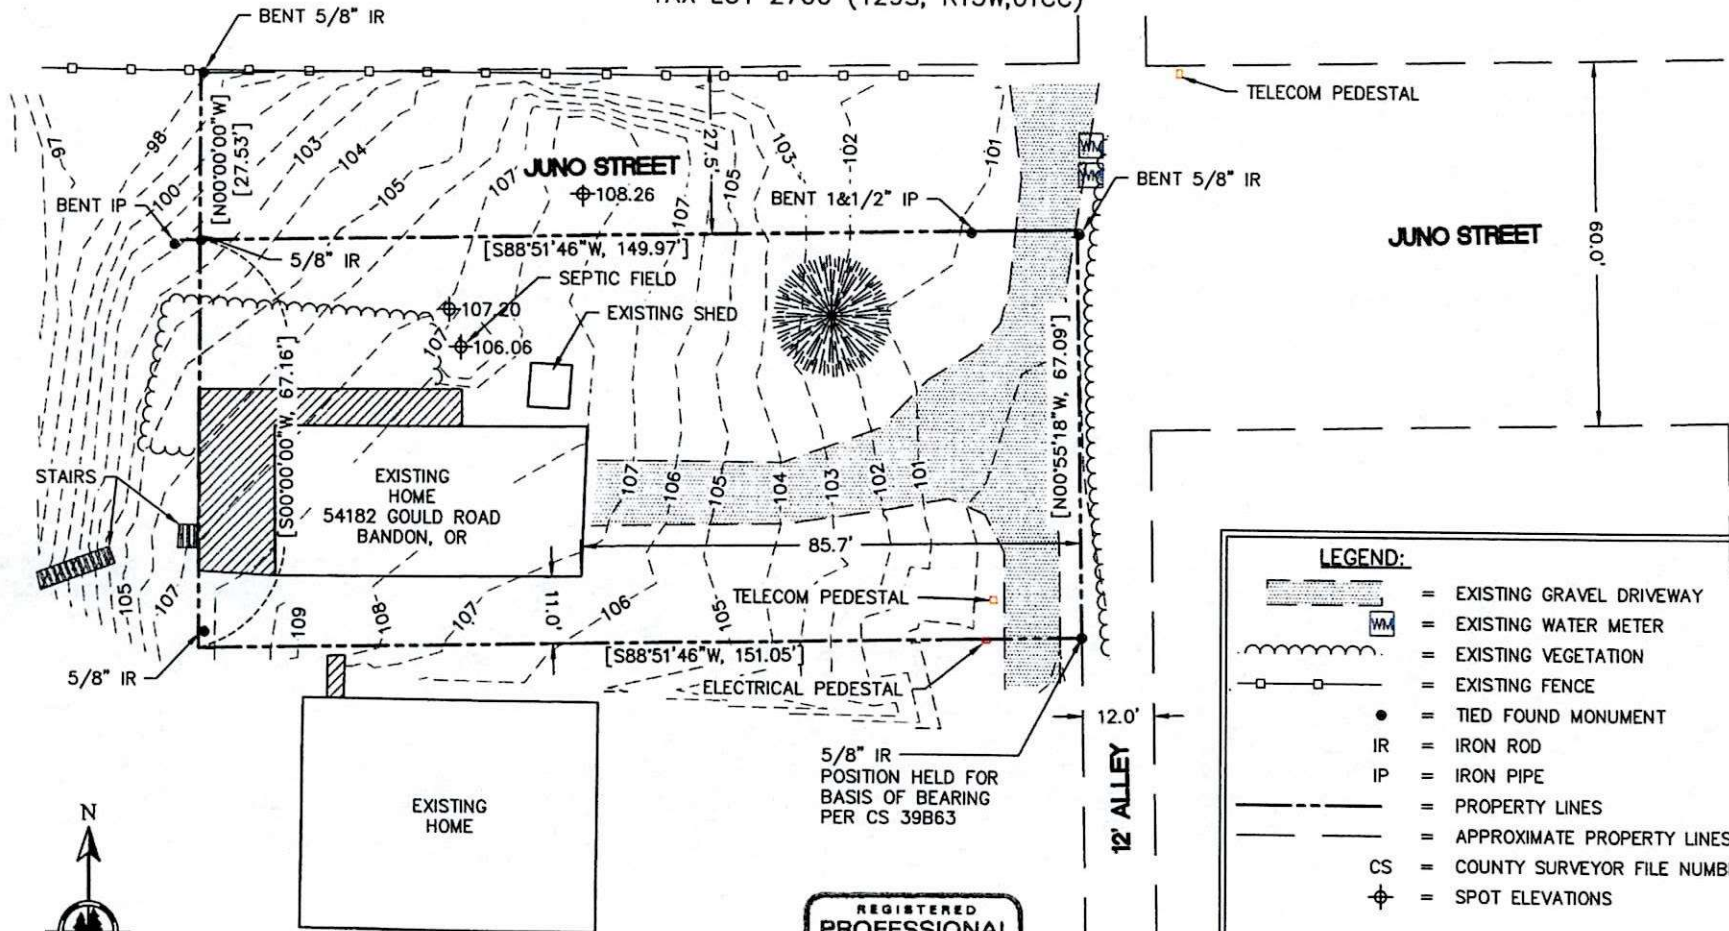 BENT 5/8" IR
TELECOM PEDESTAL
[N00°00'00"W]
[27.53']
97
98
100
103
104
105
107
JUNO STREET
108.26
27.5'
107
105
103
102
101
WM
WM
BENT 5/8" IR
BENT IP
BENT 1&1/2" IP
5/8" IR
[S88°51'46"W, 149.97']
JUNO STREET
60.0'
SEPTIC FIELD
EXISTING SHED
107.20
107
106.06
[S00°00'00"W, 67.16']
[N00°55'18"W, 67.09']
STAIRS
EXISTING
HOME
54182 GOULD ROAD
BANDON, OR
107
106
105
104
103
102
101
85.7'
105
107
109
108
107
11.0'
106
105
TELECOM PEDESTAL
5/8" IR
[S88°51'46"W, 151.05']
ELECTRICAL PEDESTAL
12.0'
12' ALLEY
5/8" IR
POSITION HELD FOR
BASIS OF BEARING
PER CS 39B63
EXISTING
HOME
N
REGISTERED
PROFESSIONAL
LEGEND:
= EXISTING GRAVEL DRIVEWAY
WM = EXISTING WATER METER
= EXISTING VEGETATION
= EXISTING FENCE
= TIED FOUND MONUMENT
IR = IRON ROD
IP = IRON PIPE
= PROPERTY LINES
= APPROXIMATE PROPERTY LINES
CS = COUNTY SURVEYOR FILE NUMB
= SPOT ELEVATIONS